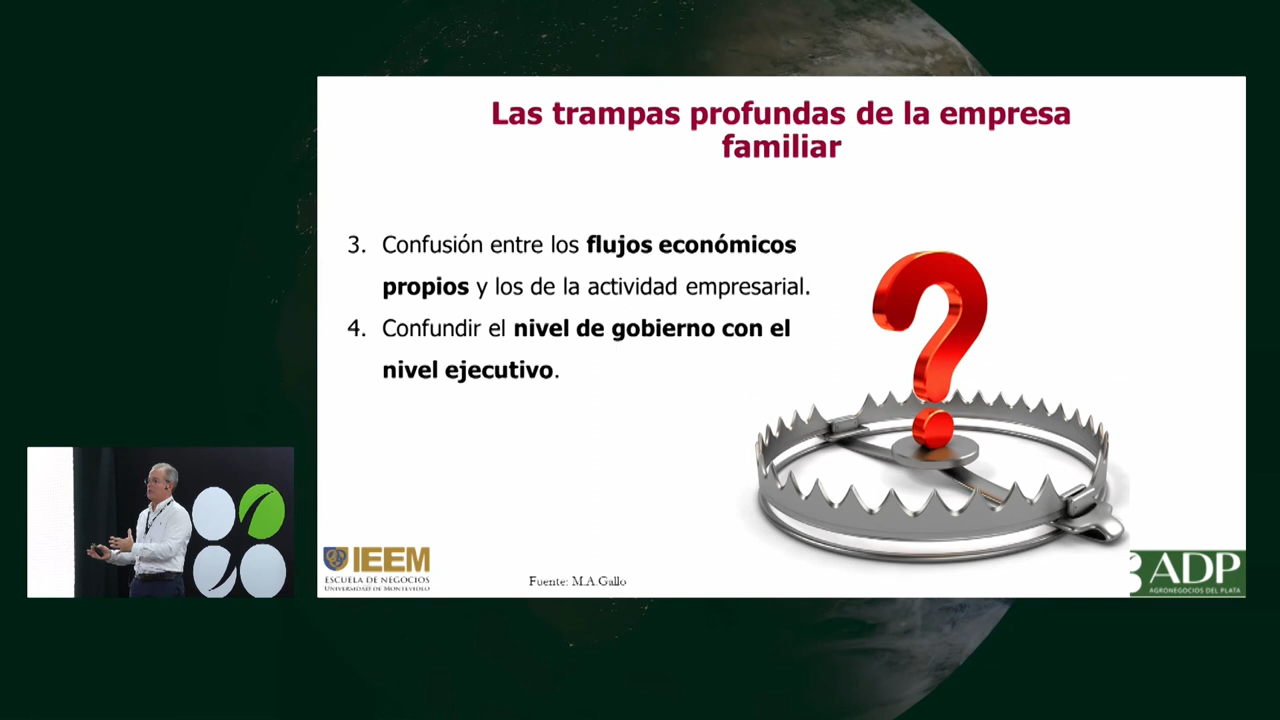 Las trampas profundas de la empresa
familiar
3. Confusión entre los flujos económicos
propios y los de la actividad empresarial.
4. Confundir el nivel de gobierno con el
nivel ejecutivo.
IEEM
ESCUELA DE NEGOCIOS
UNIVERSIDAD DE MONTEVIDEO
Fuente: M.A.Gallo
ADP
AGRONEGOCIOS DEL PLATA